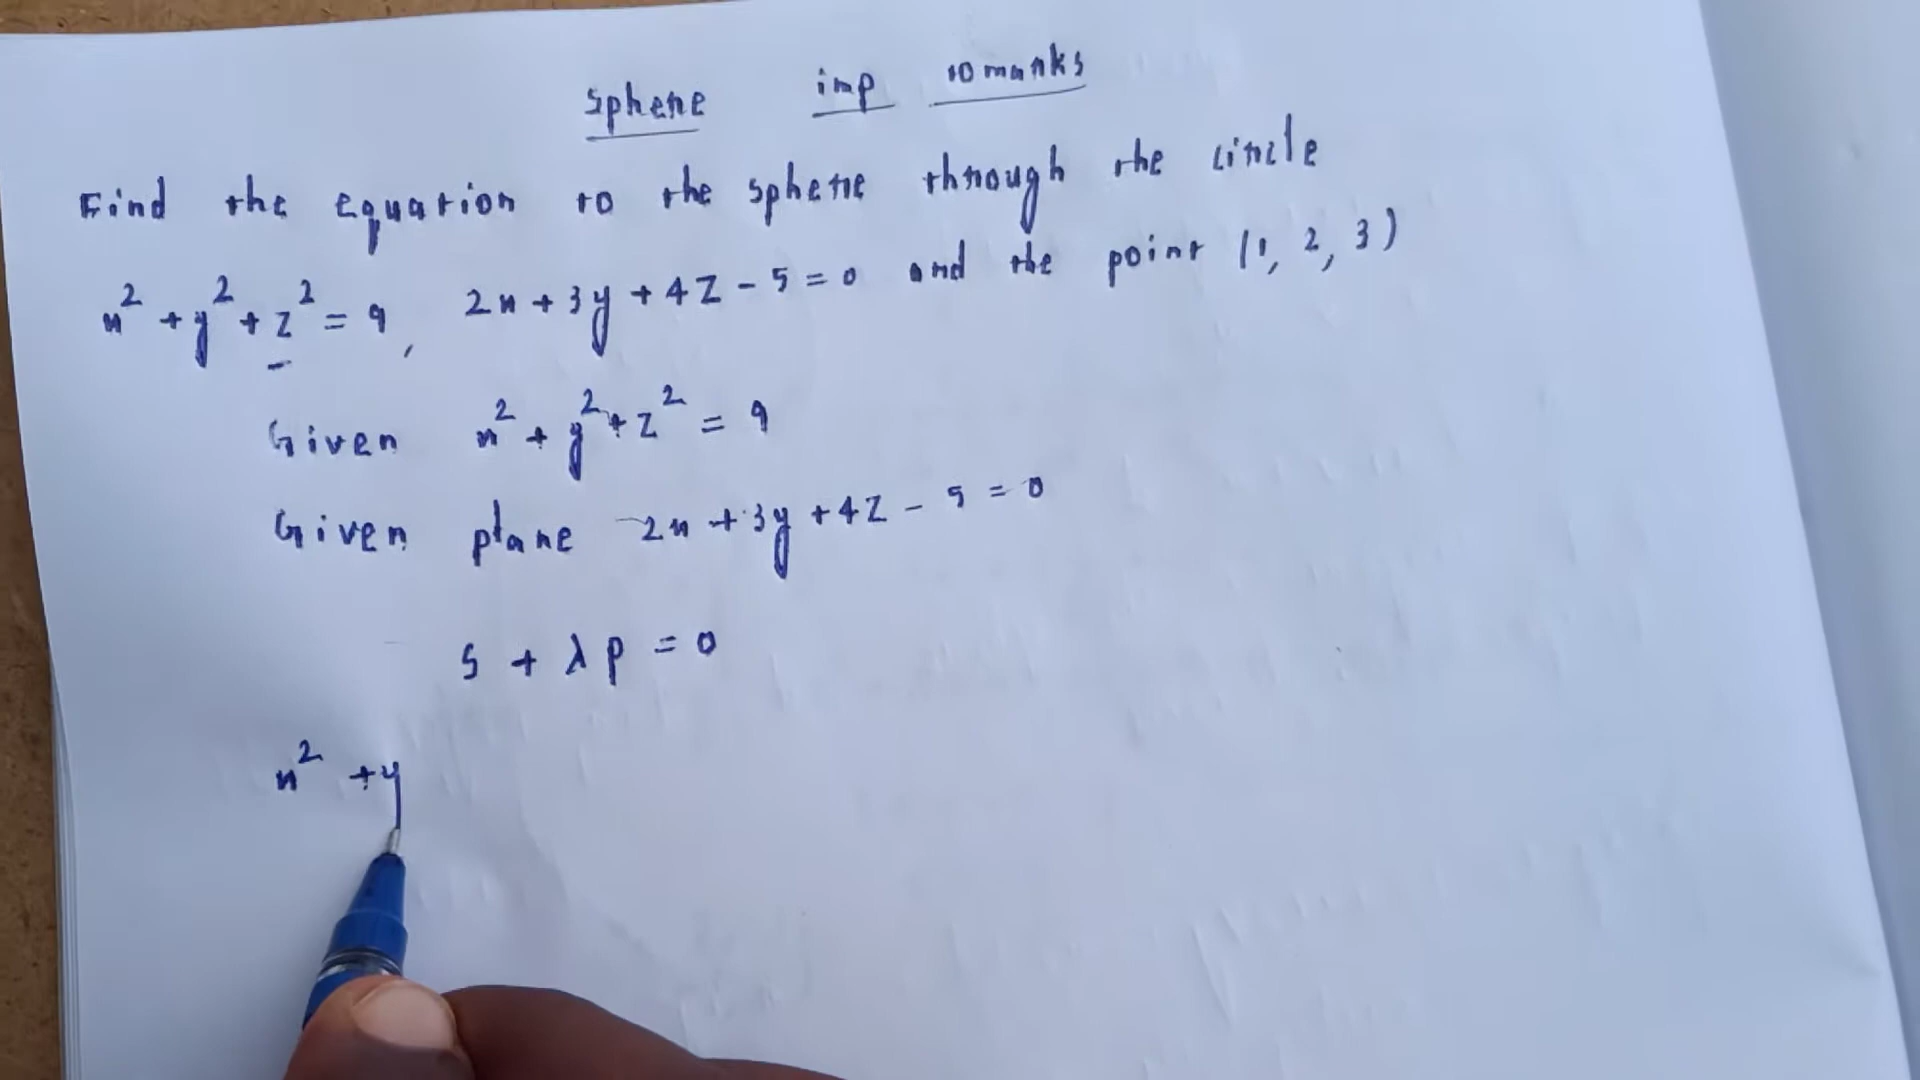 Sphere imp 10 marks
Find the equation to the sphere through the circle
x² + y² + z² = 9, 2x + 3y + 4z - 5 = 0 and the point (1, 2, 3)
Given x² + y² + z² = 9
Given plane 2x + 3y + 4z - 5 = 0
S + λ P = 0
x² + y